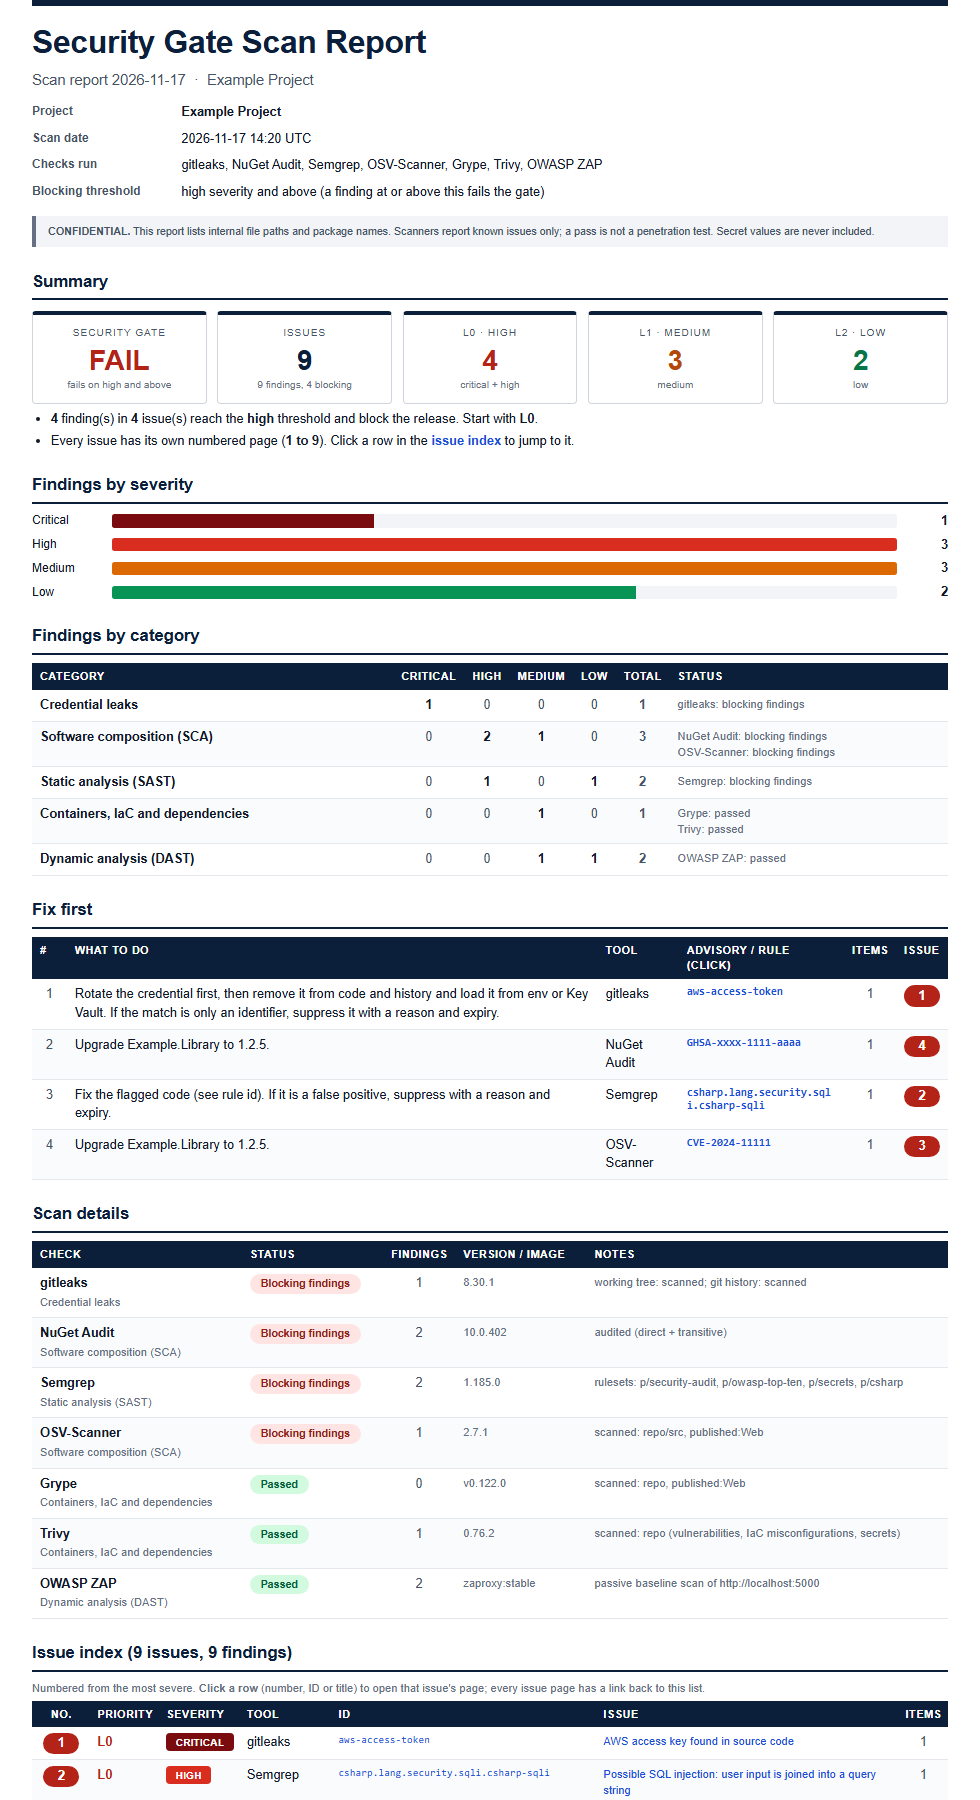 Security Gate Scan Report
Scan report 2026-11-17 · Example Project
Project Example Project
Scan date 2026-11-17 14:20 UTC
Checks run gitleaks, NuGet Audit, Semgrep, OSV-Scanner, Grype, Trivy, OWASP ZAP
Blocking threshold high severity and above (a finding at or above this fails the gate)
CONFIDENTIAL. This report lists internal file paths and package names. Scanners report known issues only; a pass is not a penetration test. Secret values are never included.
Summary
SECURITY GATE ISSUES L0 · HIGH L1 · MEDIUM L2 · LOW
FAIL 9 4 3 2
fails on high and above 9 findings, 4 blocking critical + high medium low
• 4 finding(s) in 4 issue(s) reach the high threshold and block the release. Start with L0.
• Every issue has its own numbered page (1 to 9). Click a row in the issue index to jump to it.
Findings by severity
Critical 1
High 3
Medium 3
Low 2
Findings by category
CATEGORY CRITICAL HIGH MEDIUM LOW TOTAL STATUS
Credential leaks 1 0 0 0 1 gitleaks: blocking findings
Software composition (SCA) 0 2 1 0 3 NuGet Audit: blocking findings
OSV-Scanner: blocking findings
Static analysis (SAST) 0 1 0 1 2 Semgrep: blocking findings
Containers, IaC and dependencies 0 0 1 0 1 Grype: passed
Trivy: passed
Dynamic analysis (DAST) 0 0 1 1 2 OWASP ZAP: passed
Fix first
# WHAT TO DO TOOL ADVISORY / RULE ITEMS ISSUE
(CLICK)
1 Rotate the credential first, then remove it from code and history and load it from env or Key gitleaks aws-access-token 1 1
Vault. If the match is only an identifier, suppress it with a reason and expiry.
2 Upgrade Example.Library to 1.2.5. NuGet GHSA-xxxx-1111-aaaa 1 4
Audit
3 Fix the flagged code (see rule id). If it is a false positive, suppress with a reason and Semgrep csharp.lang.security.sql 1 2
expiry. i.csharp-sqli
4 Upgrade Example.Library to 1.2.5. OSV- CVE-2024-11111 1 3
Scanner
Scan details
CHECK STATUS FINDINGS VERSION / IMAGE NOTES
gitleaks Blocking findings 1 8.30.1 working tree: scanned; git history: scanned
Credential leaks
NuGet Audit Blocking findings 2 10.0.402 audited (direct + transitive)
Software composition (SCA)
Semgrep Blocking findings 2 1.185.0 rulesets: p/security-audit, p/owasp-top-ten, p/secrets, p/csharp
Static analysis (SAST)
OSV-Scanner Blocking findings 1 2.7.1 scanned: repo/src, published:Web
Software composition (SCA)
Grype Passed 0 v0.122.0 scanned: repo, published:Web
Containers, IaC and dependencies
Trivy Passed 1 0.76.2 scanned: repo (vulnerabilities, IaC misconfigurations, secrets)
Containers, IaC and dependencies
OWASP ZAP Passed 2 zaproxy:stable passive baseline scan of http://localhost:5000
Dynamic analysis (DAST)
Issue index (9 issues, 9 findings)
Numbered from the most severe. Click a row (number, ID or title) to open that issue's page; every issue page has a link back to this list.
NO. PRIORITY SEVERITY TOOL ID ISSUE ITEMS
1 L0 CRITICAL gitleaks aws-access-token AWS access key found in source code 1
2 L0 HIGH Semgrep csharp.lang.security.sqli.csharp-sqli Possible SQL injection: user input is joined into a query 1
string